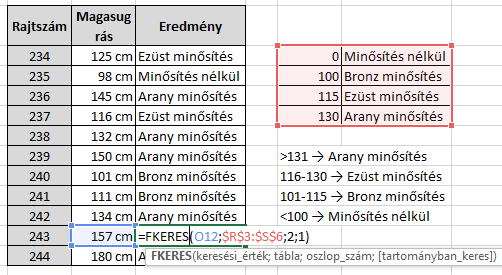 Rajtszám Magasug rás Eredmény
234 125 cm Ezüst minősítés
235 98 cm Minősítés nélkül
236 145 cm Arany minősítés
237 116 cm Ezüst minősítés
238 132 cm Arany minősítés
239 150 cm Arany minősítés
240 101 cm Bronz minősítés
241 111 cm Bronz minősítés
242 134 cm Arany minősítés
243 157 cm =FKERES(O12;$R$3:$S$6;2;1)
244 180 cm A
0 Minősítés nélkül
100 Bronz minősítés
115 Ezüst minősítés
130 Arany minősítés
>131 → Arany minősítés
116-130 → Ezüst minősítés
101-115 → Bronz minősítés
<100 → Minősítés nélkül
FKERES(keresési_érték; tábla; oszlop_szám; [tartományban_keres])